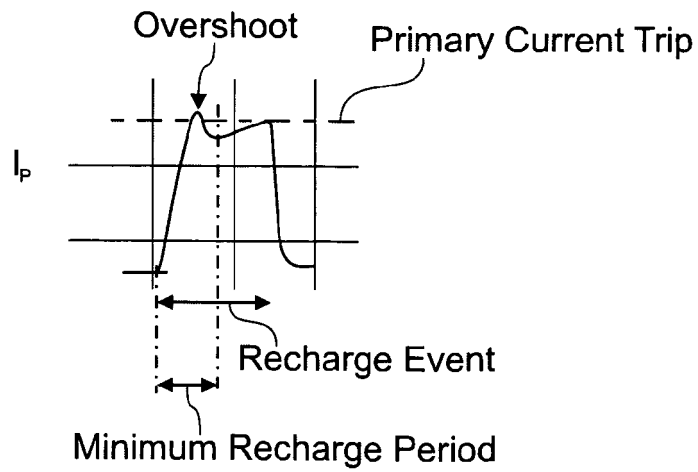 Overshoot
Primary Current Trip
IP
Recharge Event
Minimum Recharge Period